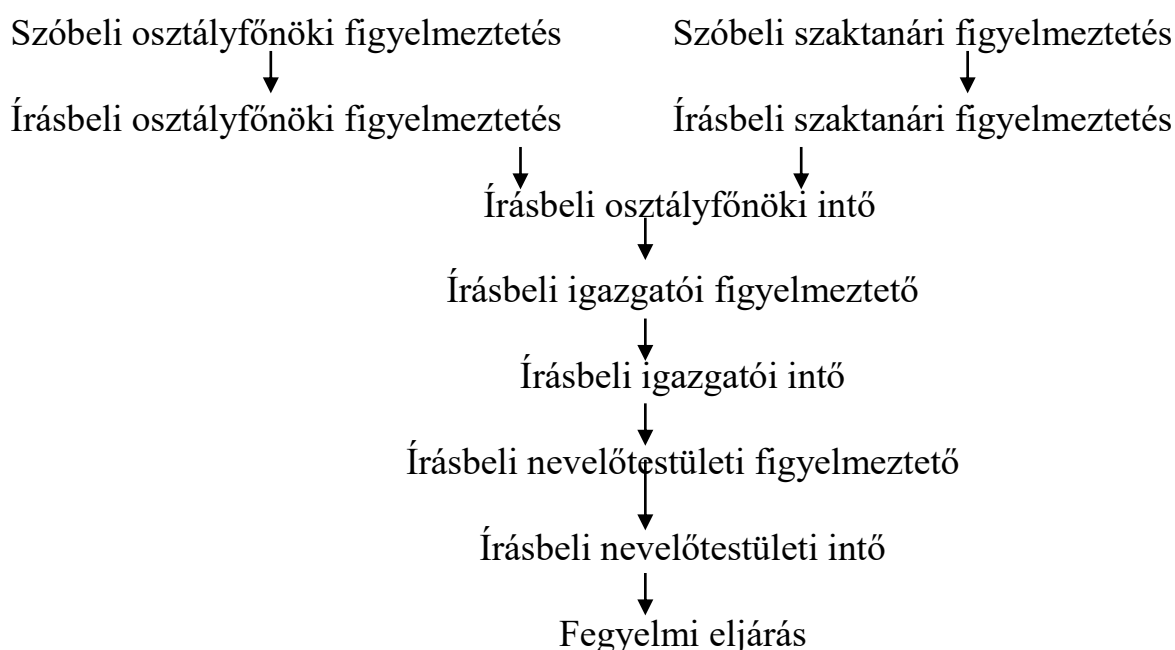 Szóbeli osztályfőnöki figyelmeztetés Szóbeli szaktanári figyelmeztetés
Írásbeli osztályfőnöki figyelmeztetés Írásbeli szaktanári figyelmeztetés
Írásbeli osztályfőnöki intő
Írásbeli igazgatói figyelmeztető
Írásbeli igazgatói intő
Írásbeli nevelőtestületi figyelmeztető
Írásbeli nevelőtestületi intő
Fegyelmi eljárás